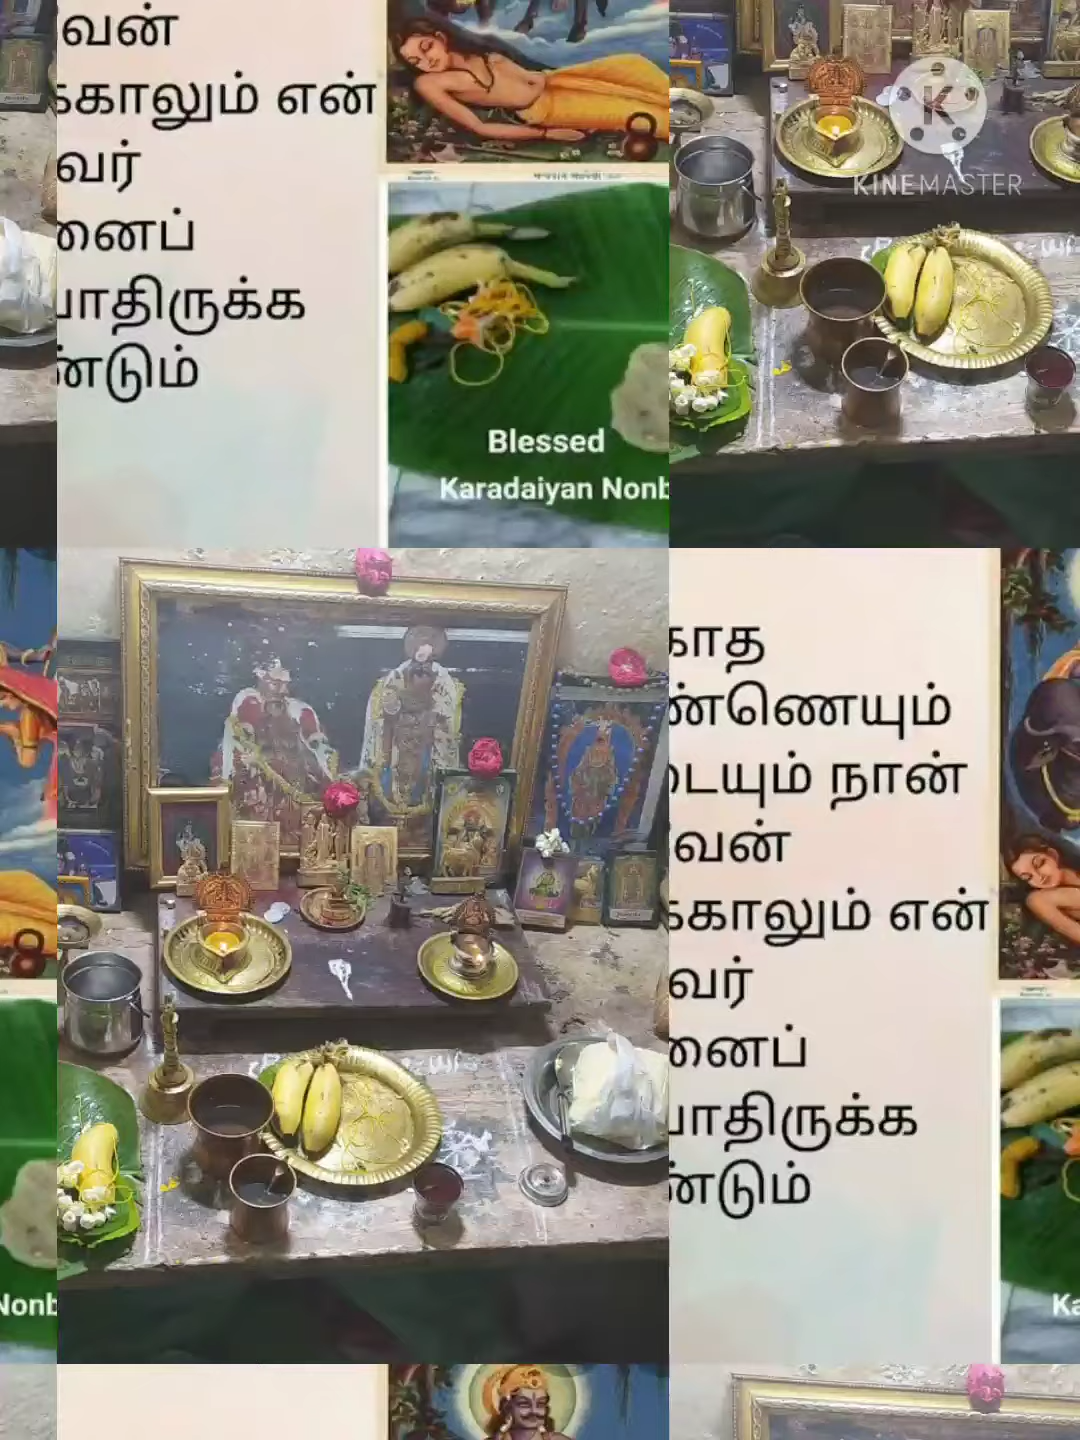 வன்
காலும் என்
வர்
னைப்
ாதிருக்க
டும்
Blessed
Karadaiyan Nonb
KINEMASTER
காத
ண்ணெயும்
டையும் நான்
வன்
காலும் என்
வர்
னைப்
ாதிருக்க
டும்
Nonb
Ka